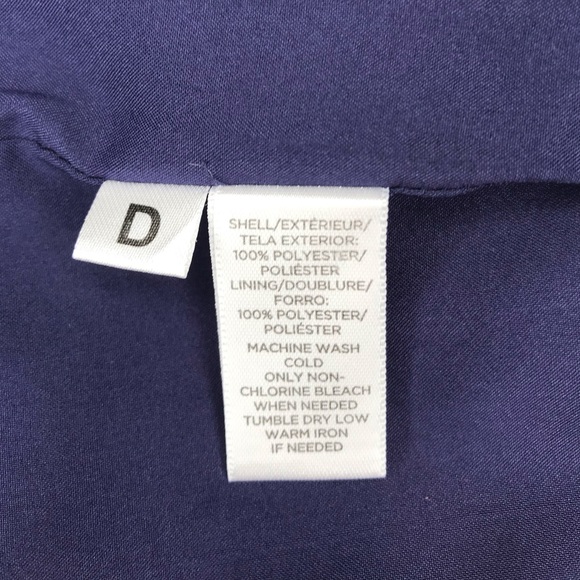 D
SHELL/EXTÉRIEUR/
TELA EXTERIOR:
100% POLYESTER/
POLIÉSTER
LINING/DOUBLURE/
FORRO:
100% POLYESTER/
POLIÉSTER
MACHINE WASH
COLD
ONLY NON-
CHLORINE BLEACH
WHEN NEEDED
TUMBLE DRY LOW
WARM IRON
IF NEEDED